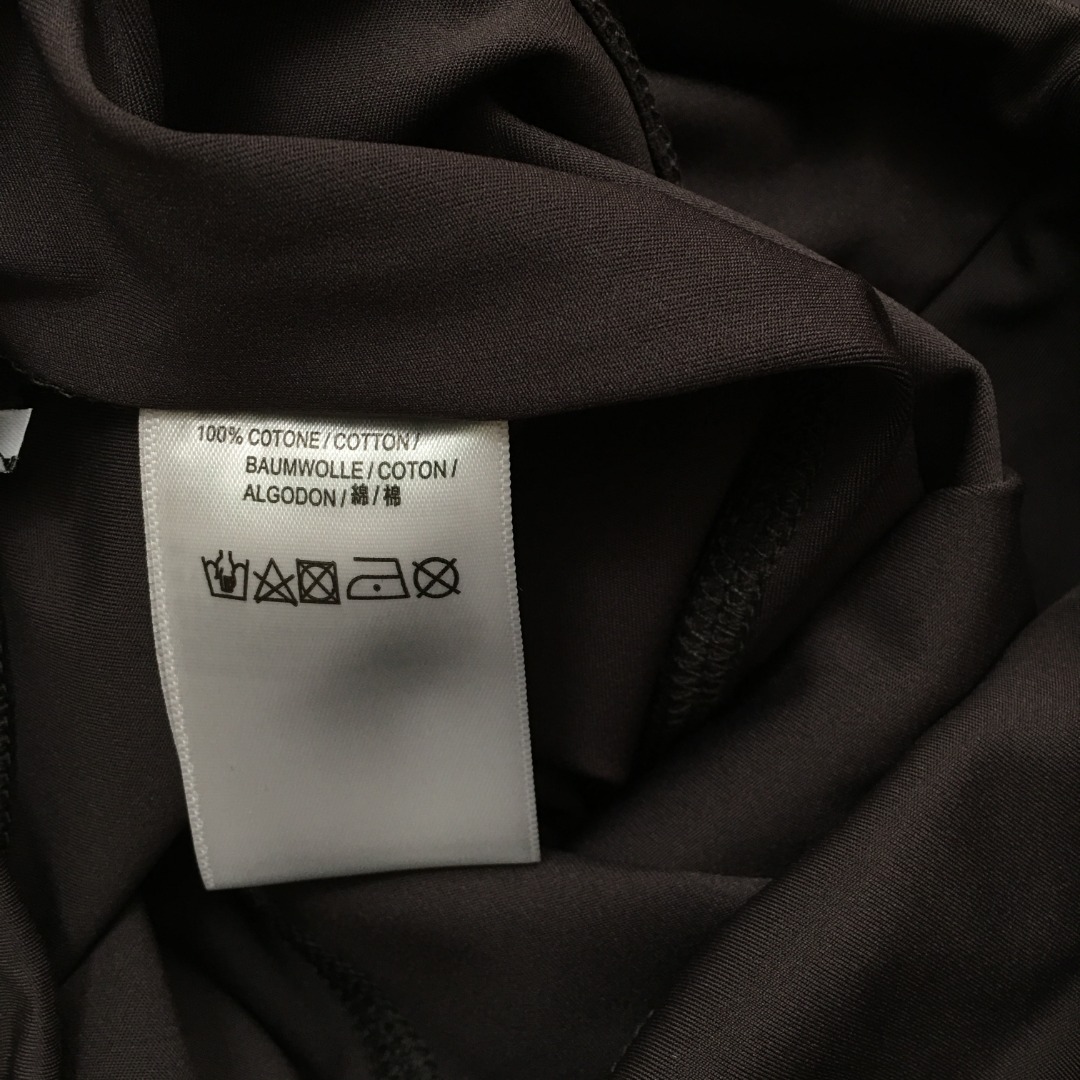 100% COTONE / COTTON /
BAUMWOLLE / COTON /
ALGODON / 綿 / 棉